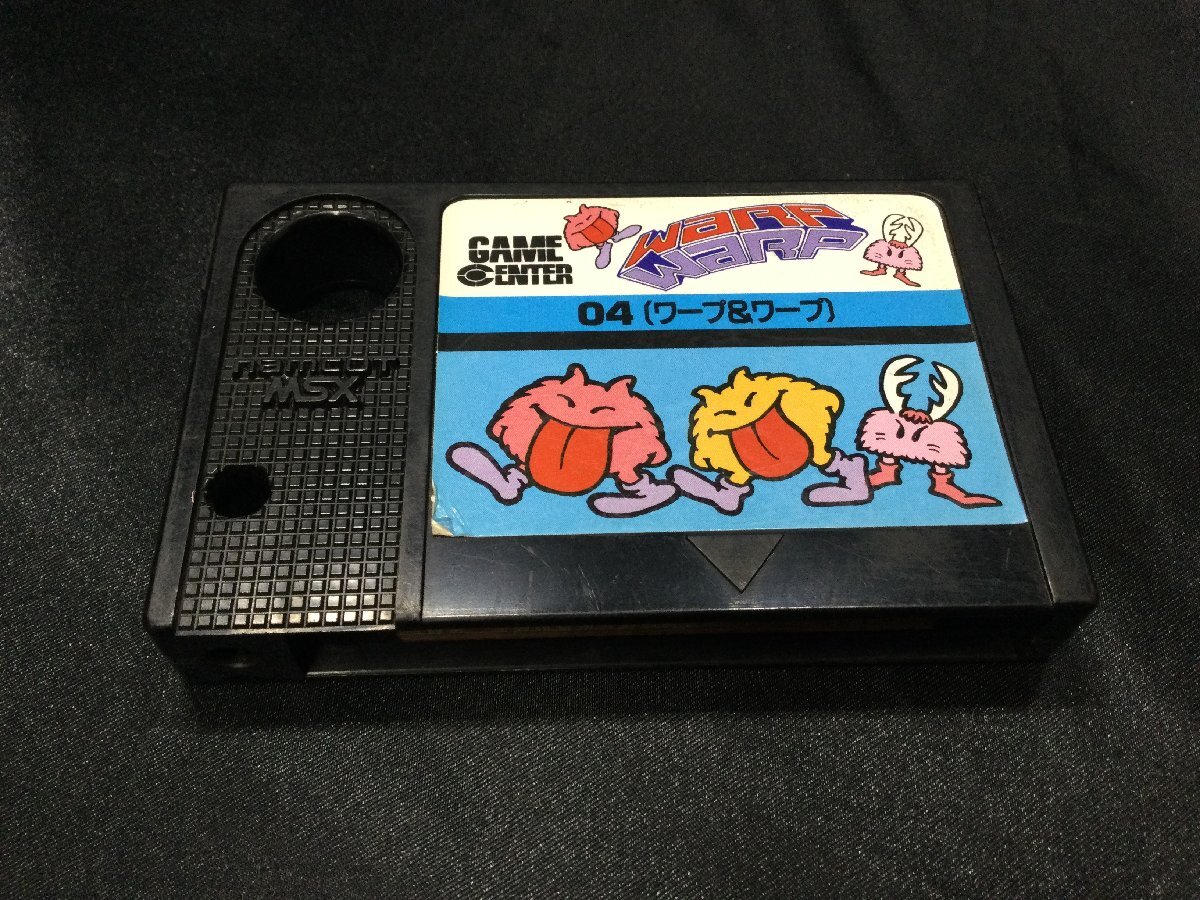 GAME
CENTER
WARP
WARP
04 (ワープ&ワープ)
namcot
MSX